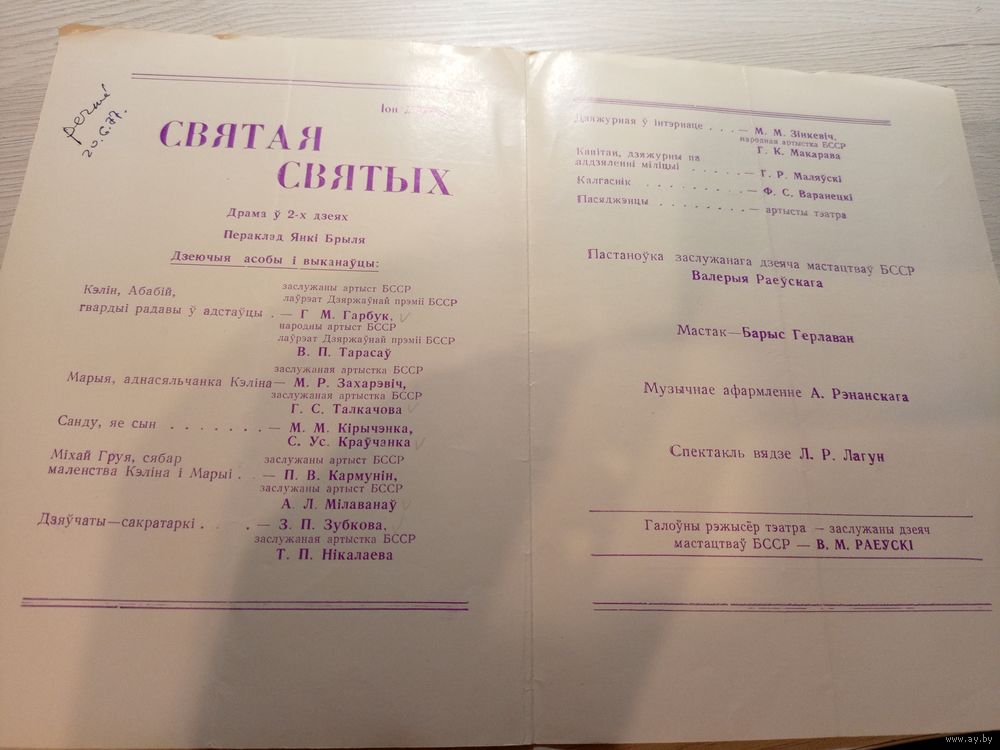 20.6.77.
Іон
СВЯТАЯ
СВЯТЫХ
Драма ў 2-х дзеях
Пераклад Янкі Брыля
Дзеючыя асобы і выканаўцы:
Кэлін, Абабій,
заслужаны артыст БССР
лаўрэат Дзяржаўнай прэміі БССР
гвардыі радавы ў адстаўцы . — Г. М. Гарбук,
народны артыст БССР
лаўрэат Дзяржаўнай прэміі БССР
В. П. Тарасаў
заслужаная артыстка БССР
Марыя, аднасяльчанка Кэліна— М. Р. Захарэвіч,
заслужаная артыстка БССР
Г. С. Талкачова
Санду, яе сын . . . . . . . — М. М. Кірычэнка,
С. Ус. Краўчанка
Міхай Груя, сябар
заслужаны артыст БССР
маленства Кэліна і Марыі . . — П. В. Кармунін,
заслужаны артыст БССР
А. Л. Мілаванаў
Дзяўчаты—сакратаркі . . . . — З. П. Зубкова,
заслужаная артыстка БССР
Т. П. Нікалаева
Дзяжурная ў інтэрнаце . . . — М. М. Зінкевіч,
народная артыстка БССР
Г. К. Макарава
Капітан, дзяжурны па
аддзяленні міліцыі . . . . . — Г. Р. Маляўскі
Калгаснік . . . . . . . . — Ф. С. Варанецкі
Пасяджэнцы . . . . . . . . — артысты тэатра
Пастаноўка заслужанага дзеяча мастацтваў БССР
Валерыя Раеўскага
Мастак—Барыс Герлаван
Музычнае афармленне А. Рэнанскага
Спектакль вядзе Л. Р. Лагун
Галоўны рэжысёр тэатра — заслужаны дзеяч
мастацтваў БССР — В. М. РАЕЎСКІ
www.ay.by